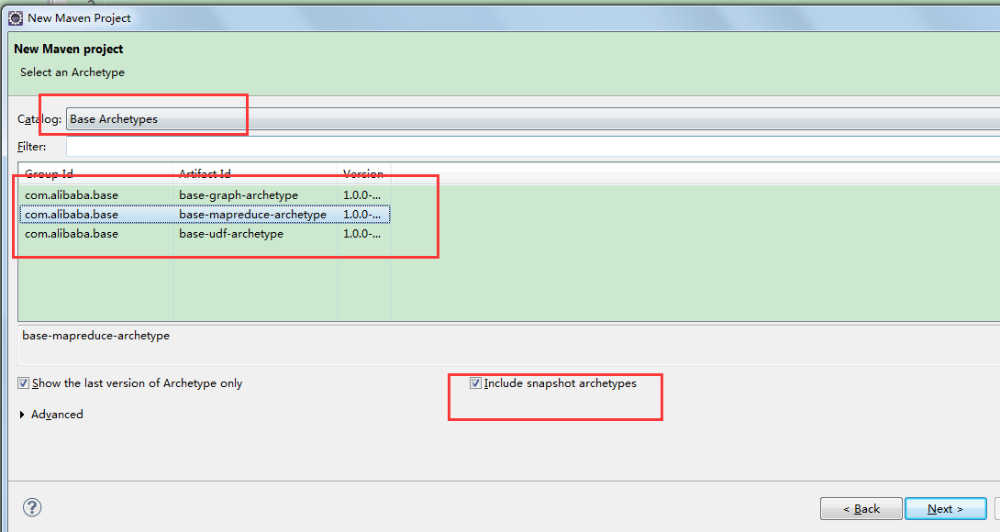 New Maven Project
New Maven project
Select an Archetype
Catalog: Base Archetypes
Filter:
Group Id Artifact Id Version
com.alibaba.base base-graph-archetype 1.0.0-...
com.alibaba.base base-mapreduce-archetype 1.0.0-...
com.alibaba.base base-udf-archetype 1.0.0-...
base-mapreduce-archetype
Show the last version of Archetype only Include snapshot archetypes
Advanced
? < Back Next >